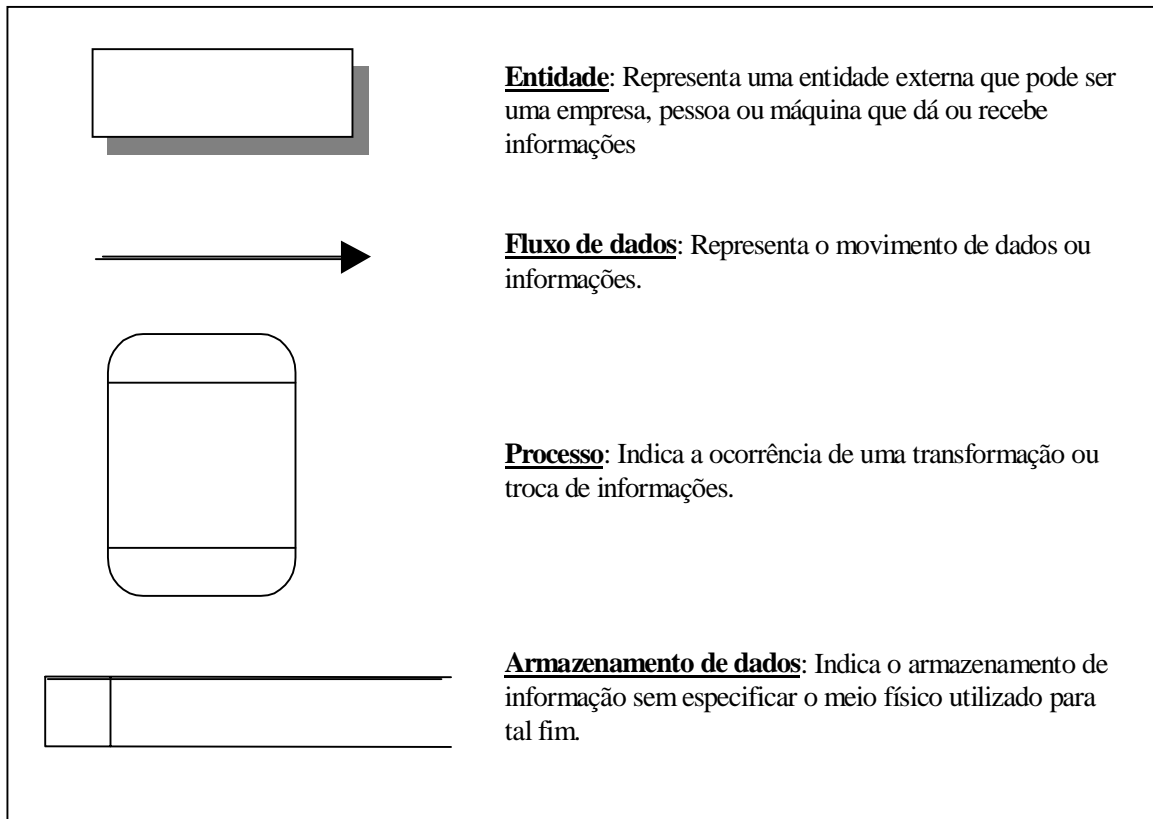 Entidade: Representa uma entidade externa que pode ser
uma empresa, pessoa ou máquina que dá ou recebe
informações
Fluxo de dados: Representa o movimento de dados ou
informações.
Processo: Indica a ocorrência de uma transformação ou
troca de informações.
Armazenamento de dados: Indica o armazenamento de
informação sem especificar o meio físico utilizado para
tal fim.